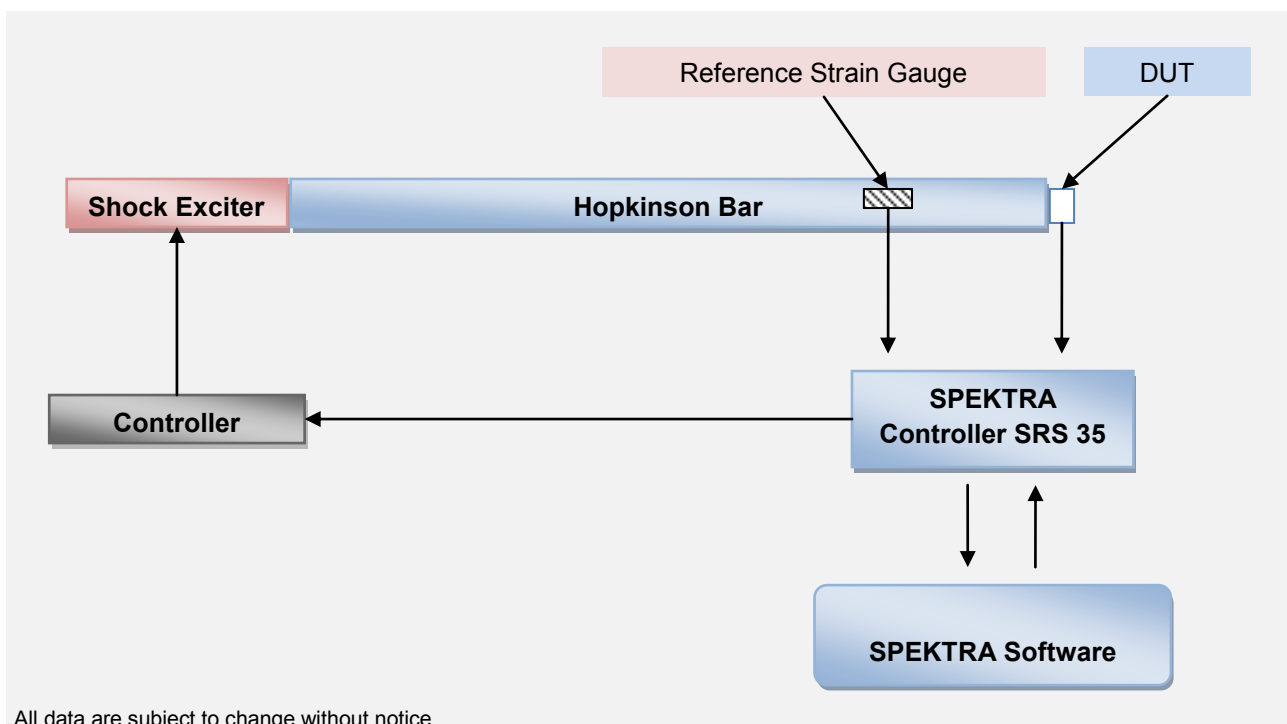 Reference Strain Gauge
DUT
Shock Exciter
Hopkinson Bar
Controller
SPEKTRA
Controller SRS 35
SPEKTRA Software
All data are subject to change without notice